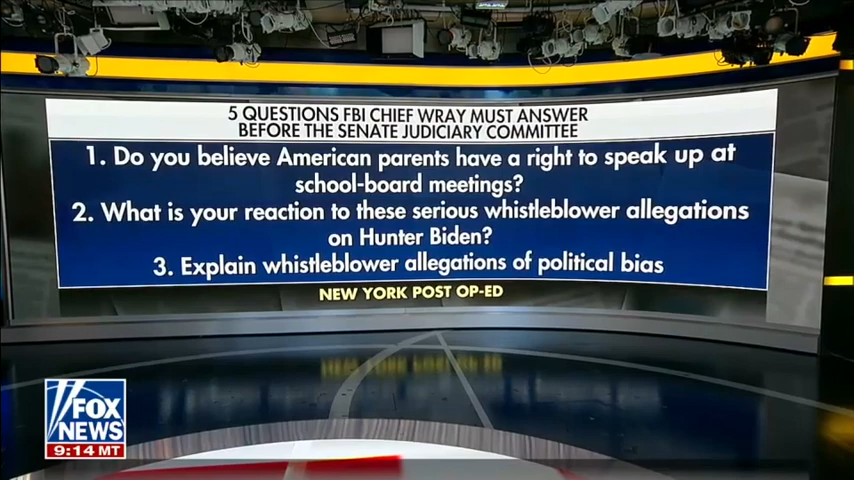 5 QUESTIONS FBI CHIEF WRAY MUST ANSWER
BEFORE THE SENATE JUDICIARY COMMITTEE
1. Do you believe American parents have a right to speak up at
school-board meetings?
2. What is your reaction to these serious whistleblower allegations
on Hunter Biden?
3. Explain whistleblower allegations of political bias
NEW YORK POST OP-ED
FOX
NEWS
9:14 MT